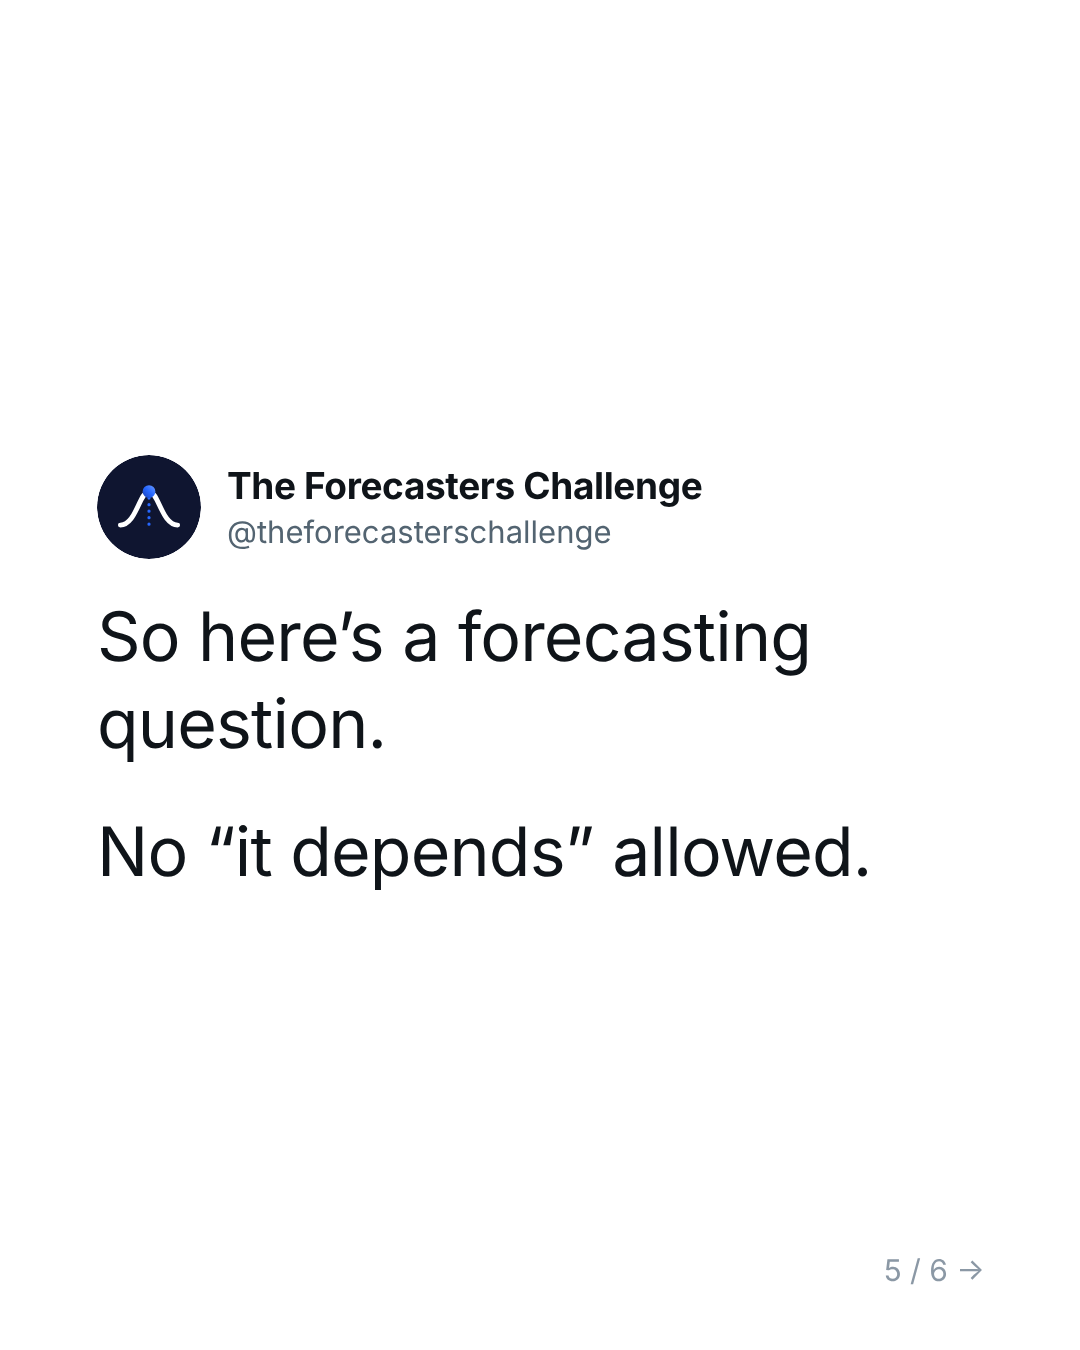 The Forecasters Challenge
@theforecasterschallenge
So here’s a forecasting
question.
No “it depends” allowed.
5 / 6 →